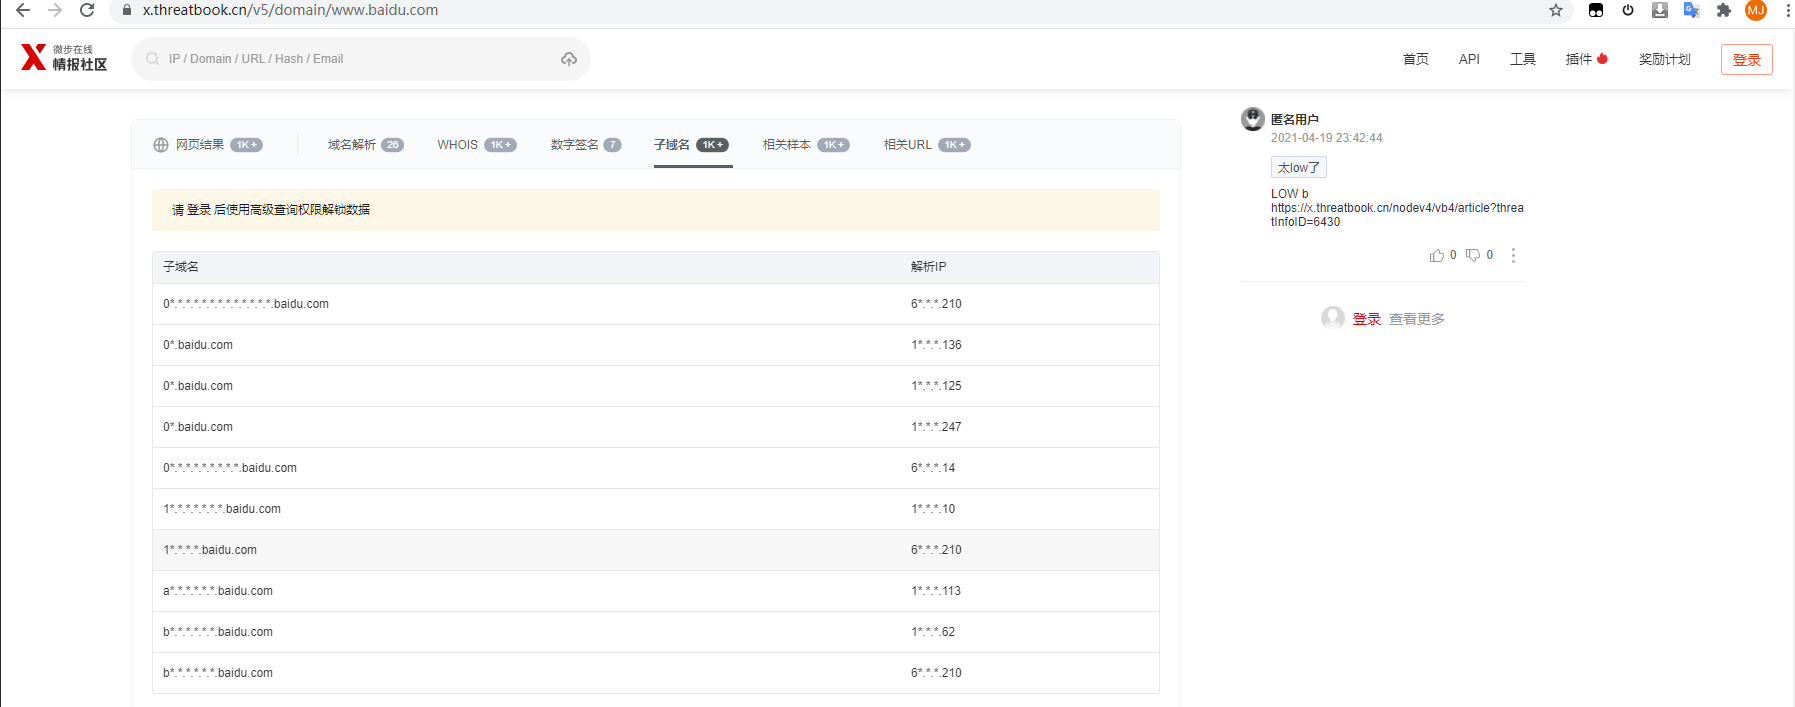 x.threatbook.cn/v5/domain/www.baidu.com
MJ
微步在线
情报社区
IP / Domain / URL / Hash / Email
首页 API 工具 插件 奖励计划 登录
网页结果 1K+ 域名解析 26 WHOIS 1K+ 数字签名 7 子域名 1K+ 相关样本 1K+ 相关URL 1K+
请 登录 后使用高级查询权限解锁数据
子域名 解析IP
0*.*.*.*.*.*.*.*.*.*.*.*.*.*.baidu.com 6*.*.*.210
0*.baidu.com 1*.*.*.136
0*.baidu.com 1*.*.*.125
0*.baidu.com 1*.*.*.247
0*.*.*.*.*.*.*.*.*.*.baidu.com 6*.*.*.14
1*.*.*.*.*.*.*.*.baidu.com 1*.*.*.10
1*.*.*.*.*.baidu.com 6*.*.*.210
a*.*.*.*.*.*.*.baidu.com 1*.*.*.113
b*.*.*.*.*.*.*.baidu.com 1*.*.*.62
b*.*.*.*.*.*.*.baidu.com 6*.*.*.210
匿名用户
2021-04-19 23:42:44
太low了
LOW b
https://x.threatbook.cn/nodev4/vb4/article?threa
tInfoID=6430
0 0
登录 查看更多